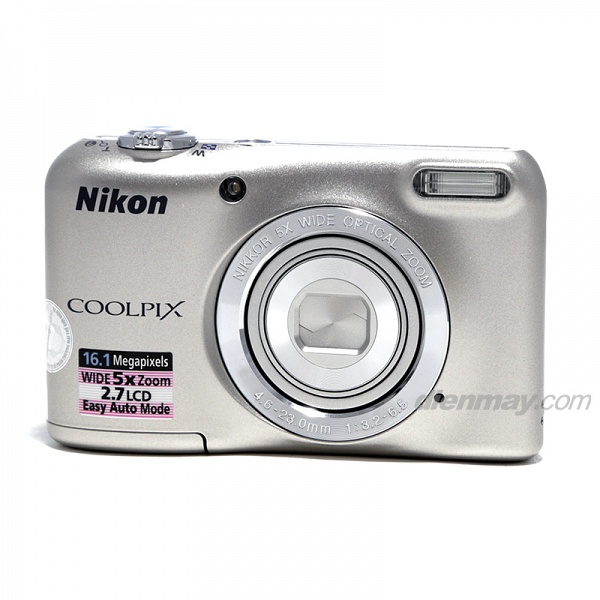 T W
Nikon
NIKKOR 5X WIDE OPTICAL ZOOM
COOLPIX
16.1 Megapixels
WIDE 5x Zoom
2.7 LCD
Easy Auto Mode
4.6-23.0mm 1:3.2-6.5
dienmay.com